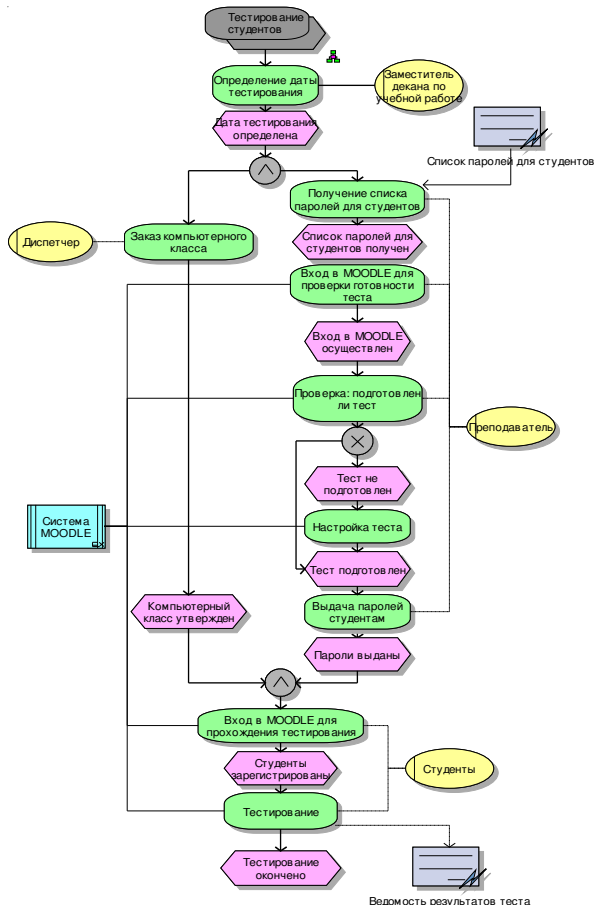 Тестирование
студентов
Определение даты
тестирования
Заместитель
декана по
учебной работе
Дата тестирования
определена
Список паролей для студентов
Получение списка
паролей для студентов
Диспетчер
Заказ компьютерного
класса
Список паролей для
студентов получен
Вход в MOODLE для
проверки готовности
теста
Вход в MOODLE
осуществлен
Проверка: подготовлен
ли тест
Преподаватель
Тест не
подготовлен
Система
MOODLE
Настройка теста
Тест подготовлен
Компьютерный
класс утвержден
Выдача паролей
студентам
Пароли выданы
Вход в MOODLE для
прохождения тестирования
Студенты
зарегистрированы
Студенты
Тестирование
Тестирование
окончено
Ведомость результатов теста